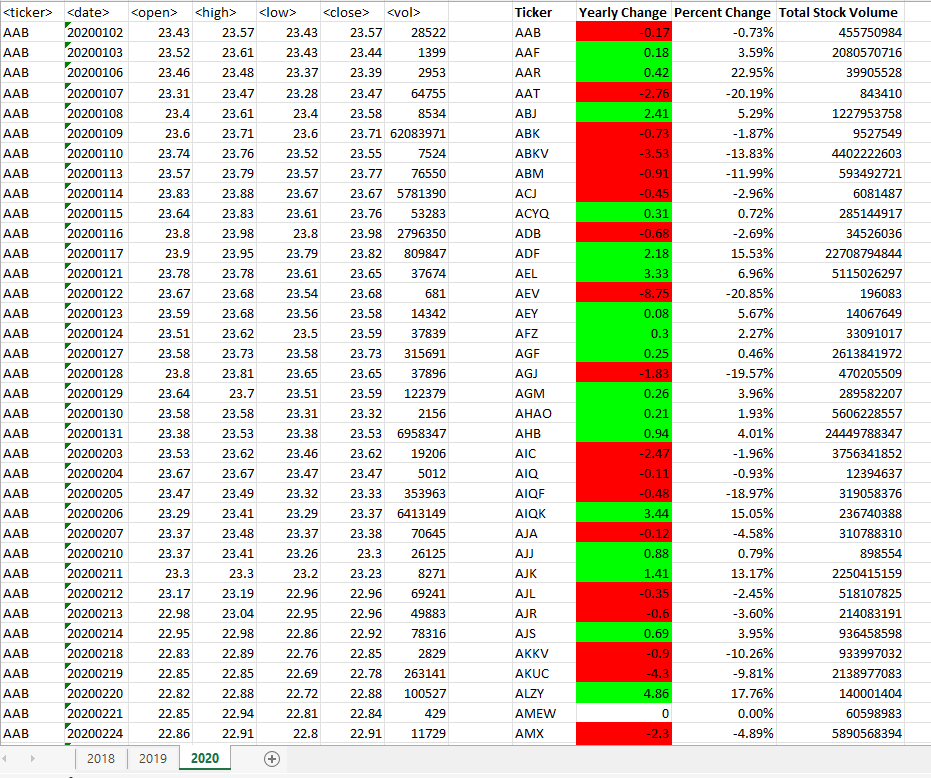 <ticker> <date> <open> <high> <low> <close> <vol> Ticker Yearly Change Percent Change Total Stock Volume
AAB 20200102 23.43 23.57 23.43 23.57 28522 AAB -0.17 -0.73% 455750984
AAB 20200103 23.52 23.61 23.43 23.44 1399 AAF 0.18 3.59% 2080570716
AAB 20200106 23.46 23.48 23.37 23.39 2953 AAR 0.42 22.95% 39905528
AAB 20200107 23.31 23.47 23.28 23.47 64755 AAT -2.76 -20.19% 843410
AAB 20200108 23.4 23.61 23.4 23.58 8534 ABJ 2.41 5.29% 1227953758
AAB 20200109 23.6 23.71 23.6 23.71 62083971 ABK -0.73 -1.87% 9527549
AAB 20200110 23.74 23.76 23.52 23.55 7524 ABKV -3.53 -13.83% 4402222603
AAB 20200113 23.57 23.79 23.57 23.77 76550 ABM -0.91 -11.99% 593492721
AAB 20200114 23.83 23.88 23.67 23.67 5781390 ACJ -0.45 -2.96% 6081487
AAB 20200115 23.64 23.83 23.61 23.76 53283 ACYQ 0.31 0.72% 285144917
AAB 20200116 23.8 23.98 23.8 23.98 2796350 ADB -0.68 -2.69% 34526036
AAB 20200117 23.9 23.95 23.79 23.82 809847 ADF 2.18 15.53% 22708794844
AAB 20200121 23.78 23.78 23.61 23.65 37674 AEL 3.33 6.96% 5115026297
AAB 20200122 23.67 23.68 23.54 23.68 681 AEV -8.75 -20.85% 196083
AAB 20200123 23.59 23.68 23.56 23.58 14342 AEY 0.08 5.67% 14067649
AAB 20200124 23.51 23.62 23.5 23.59 37839 AFZ 0.3 2.27% 33091017
AAB 20200127 23.58 23.73 23.58 23.73 315691 AGF 0.25 0.46% 2613841972
AAB 20200128 23.8 23.81 23.65 23.65 37896 AGJ -1.83 -19.57% 470205509
AAB 20200129 23.64 23.7 23.51 23.59 122379 AGM 0.26 3.96% 289582207
AAB 20200130 23.58 23.58 23.31 23.32 2156 AHAO 0.21 1.93% 5606228557
AAB 20200131 23.38 23.53 23.38 23.53 6958347 AHB 0.94 4.01% 24449788347
AAB 20200203 23.53 23.62 23.46 23.62 19206 AIC -2.47 -1.96% 3756341852
AAB 20200204 23.67 23.67 23.47 23.47 5012 AIQ -0.11 -0.93% 12394637
AAB 20200205 23.47 23.49 23.32 23.33 353963 AIQF -0.48 -18.97% 319058376
AAB 20200206 23.29 23.41 23.29 23.37 6413149 AIQK 3.44 15.05% 236740388
AAB 20200207 23.37 23.48 23.37 23.38 70645 AJA -0.12 -4.58% 310788310
AAB 20200210 23.37 23.41 23.26 23.3 26125 AJJ 0.88 0.79% 898554
AAB 20200211 23.3 23.3 23.2 23.23 8271 AJK 1.41 13.17% 2250415159
AAB 20200212 23.17 23.19 22.96 22.96 69241 AJL -0.35 -2.45% 518107825
AAB 20200213 22.98 23.04 22.95 22.96 49883 AJR -0.6 -3.60% 214083191
AAB 20200214 22.95 22.98 22.86 22.92 78316 AJS 0.69 3.95% 936458598
AAB 20200218 22.83 22.89 22.76 22.85 2829 AKKV -0.9 -10.26% 933997032
AAB 20200219 22.85 22.85 22.69 22.78 263141 AKUC -4.3 -9.81% 2138977083
AAB 20200220 22.82 22.88 22.72 22.88 100527 ALZY 4.86 17.76% 140001404
AAB 20200221 22.85 22.94 22.81 22.84 429 AMEW 0 0.00% 60598983
AAB 20200224 22.86 22.91 22.8 22.91 11729 AMX -2.3 -4.89% 5890568394
2018 2019 2020